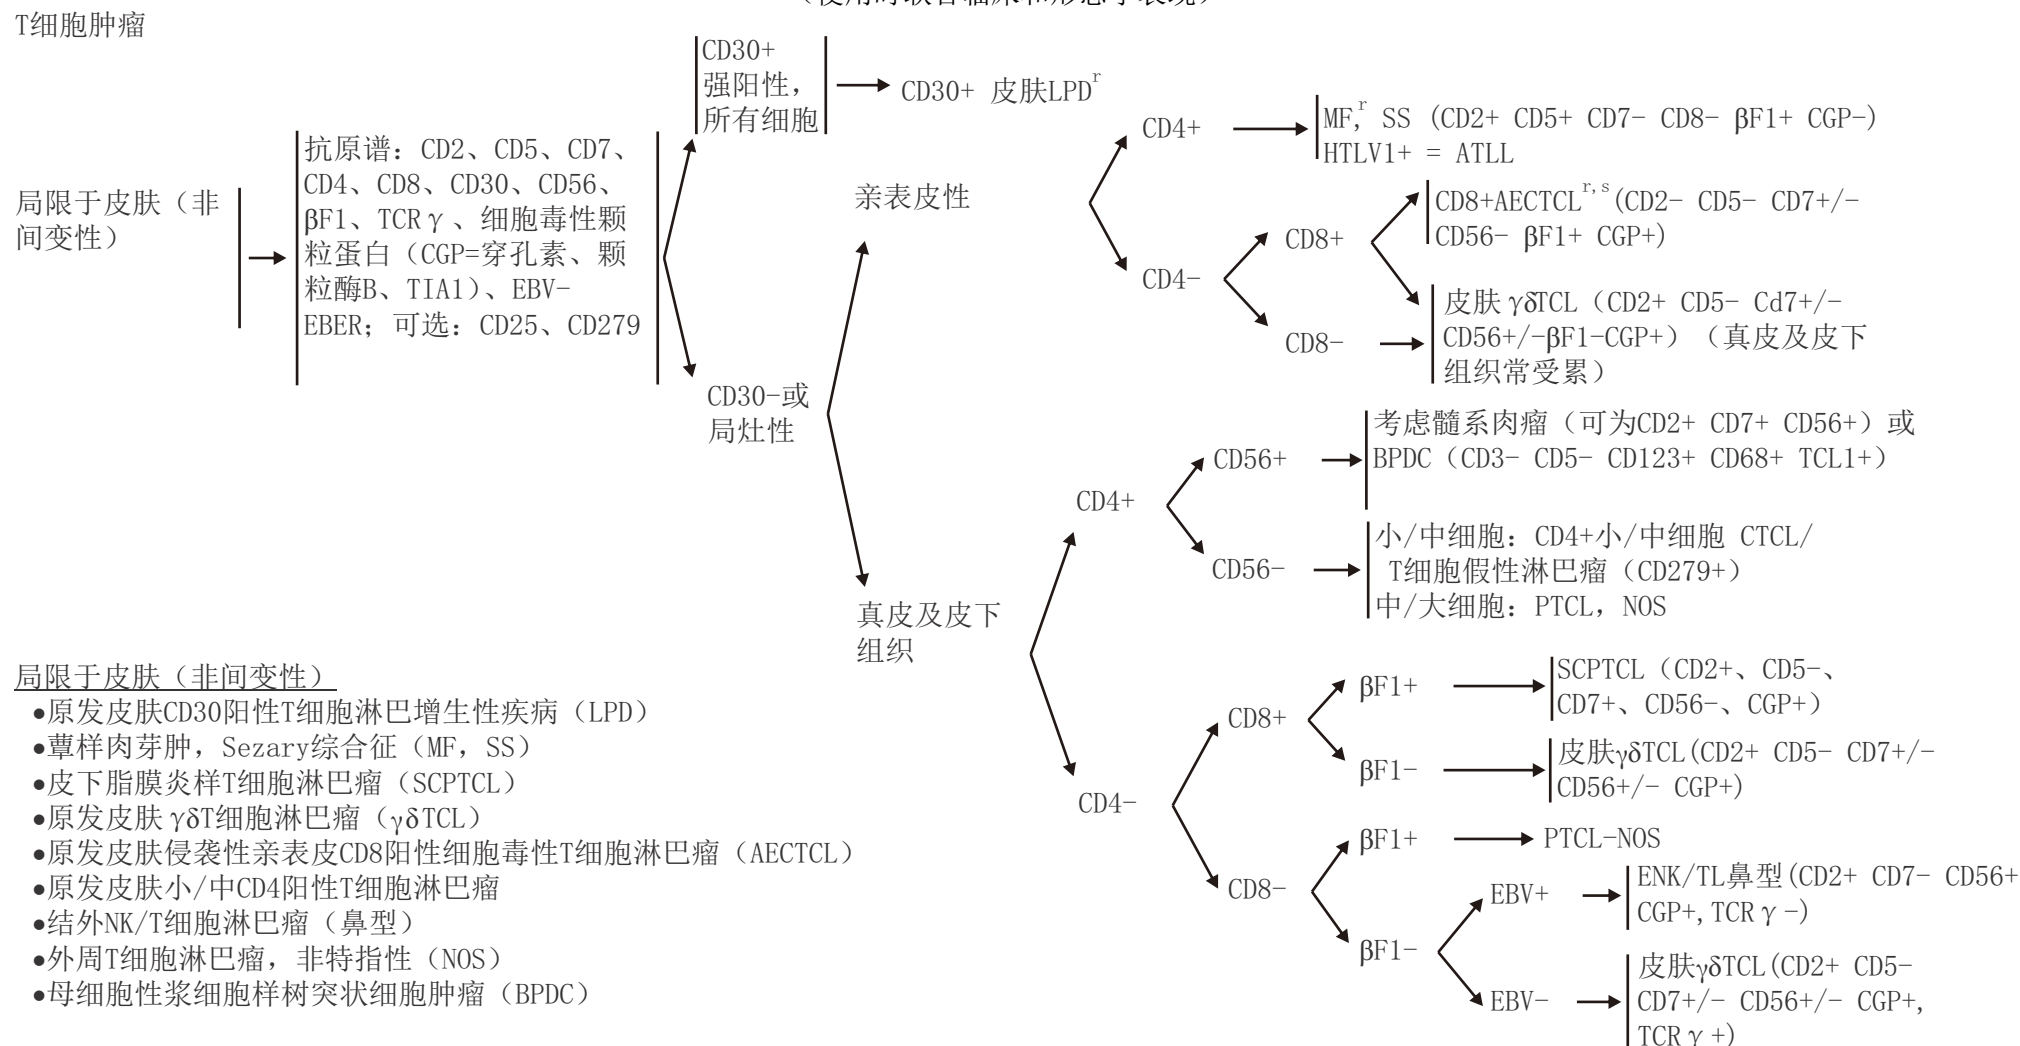 （使用时联合临床和形态学表现）
T细胞肿瘤
局限于皮肤（非
间变性）
抗原谱：CD2、CD5、CD7、
CD4、CD8、CD30、CD56、
βF1、TCRγ、细胞毒性颗
粒蛋白（CGP=穿孔素、颗
粒酶B、TIA1）、EBV-
EBER；可选：CD25、CD279
CD30+
强阳性，
所有细胞
CD30+ 皮肤LPDr
CD30-或
局灶性
亲表皮性
CD4+
MF,r SS (CD2+ CD5+ CD7- CD8- βF1+ CGP-)
HTLV1+ = ATLL
CD4-
CD8+
CD8+AECTCLr,s(CD2- CD5- CD7+/-
CD56- βF1+ CGP+)
CD8-
皮肤 γδTCL（CD2+ CD5- Cd7+/-
CD56+/-βF1-CGP+）（真皮及皮下
组织常受累）
真皮及皮下
组织
CD4+
CD56+
考虑髓系肉瘤（可为CD2+ CD7+ CD56+）或
BPDC（CD3- CD5- CD123+ CD68+ TCL1+）
CD56-
小/中细胞：CD4+小/中细胞 CTCL/
T细胞假性淋巴瘤（CD279+）
中/大细胞：PTCL，NOS
CD4-
CD8+
βF1+
SCPTCL（CD2+、CD5-、
CD7+、CD56-、CGP+）
βF1-
皮肤γδTCL(CD2+ CD5- CD7+/-
CD56+/- CGP+)
CD8-
βF1+
PTCL-NOS
βF1-
EBV+
ENK/TL鼻型(CD2+ CD7- CD56+
CGP+,TCRγ-)
EBV-
皮肤γδTCL(CD2+ CD5-
CD7+/- CD56+/- CGP+,
TCRγ+)
局限于皮肤（非间变性）
●原发皮肤CD30阳性T细胞淋巴增生性疾病（LPD）
●蕈样肉芽肿，Sezary综合征（MF，SS）
●皮下脂膜炎样T细胞淋巴瘤（SCPTCL）
●原发皮肤 γδT细胞淋巴瘤（γδTCL）
●原发皮肤侵袭性亲表皮CD8阳性细胞毒性T细胞淋巴瘤（AECTCL）
●原发皮肤小/中CD4阳性T细胞淋巴瘤
●结外NK/T细胞淋巴瘤（鼻型）
●外周T细胞淋巴瘤，非特指性（NOS）
●母细胞性浆细胞样树突状细胞肿瘤（BPDC）